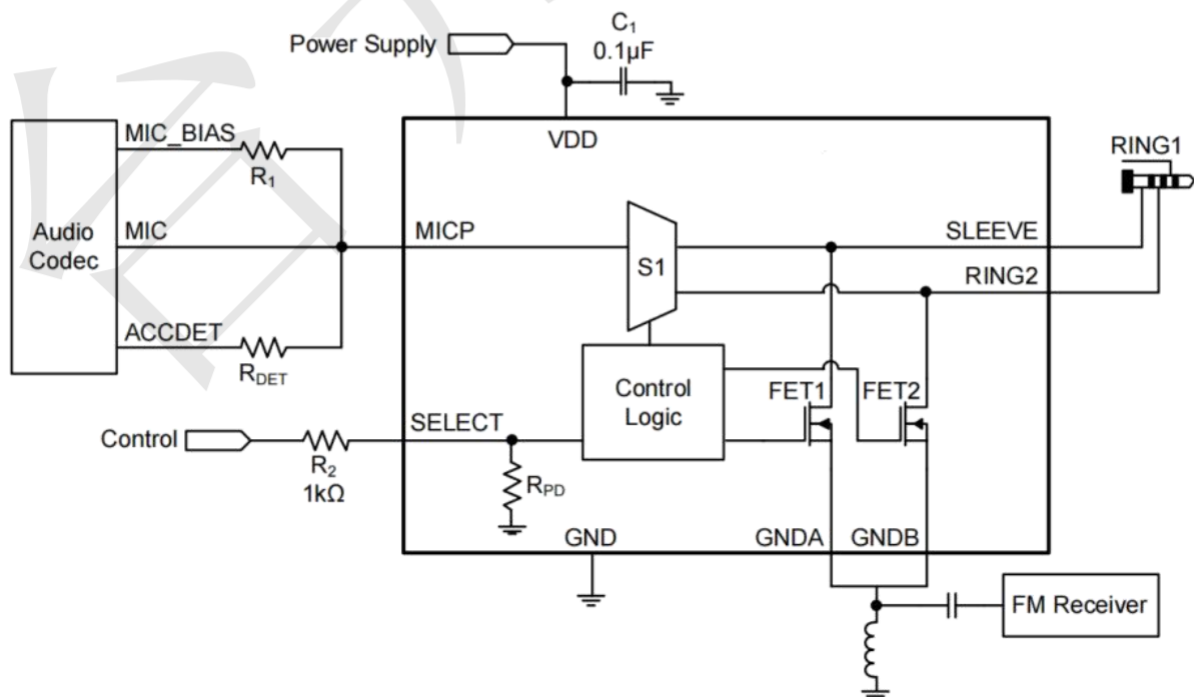 Power Supply
C1
0.1μF
VDD
RING1
MIC_BIAS
R1
Audio
Codec
MIC
MICP
S1
SLEEVE
RING2
ACCDET
RDET
Control
Logic
FET1
FET2
SELECT
Control
R2
1kΩ
RPD
GND
GNDA
GNDB
FM Receiver